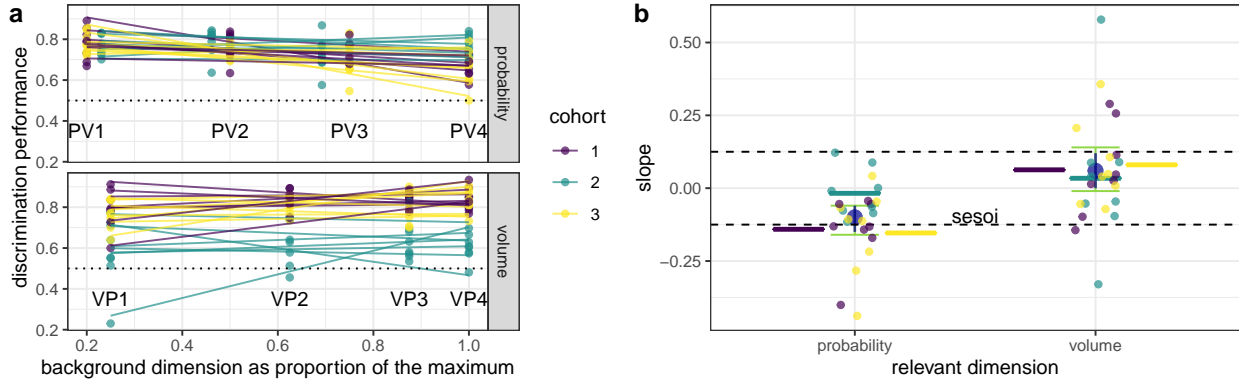 a
discrimination performance
0.8
0.6
0.4
0.2
PV1 PV2 PV3 PV4
probability
0.8
0.6
0.4
0.2
VP1 VP2 VP3 VP4
volume
0.2 0.4 0.6 0.8 1.0
background dimension as proportion of the maximum
cohort
1
2
3
b
slope
0.50
0.25
0.00
−0.25
sesoi
probability volume
relevant dimension